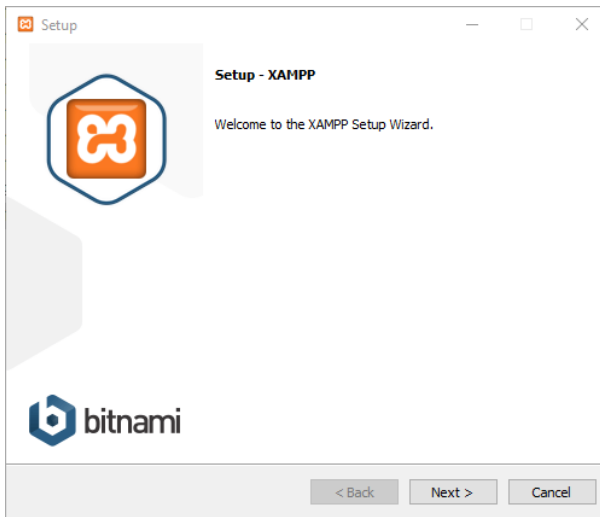 Setup
Setup - XAMPP
Welcome to the XAMPP Setup Wizard.
bitnami
< Back
Next >
Cancel